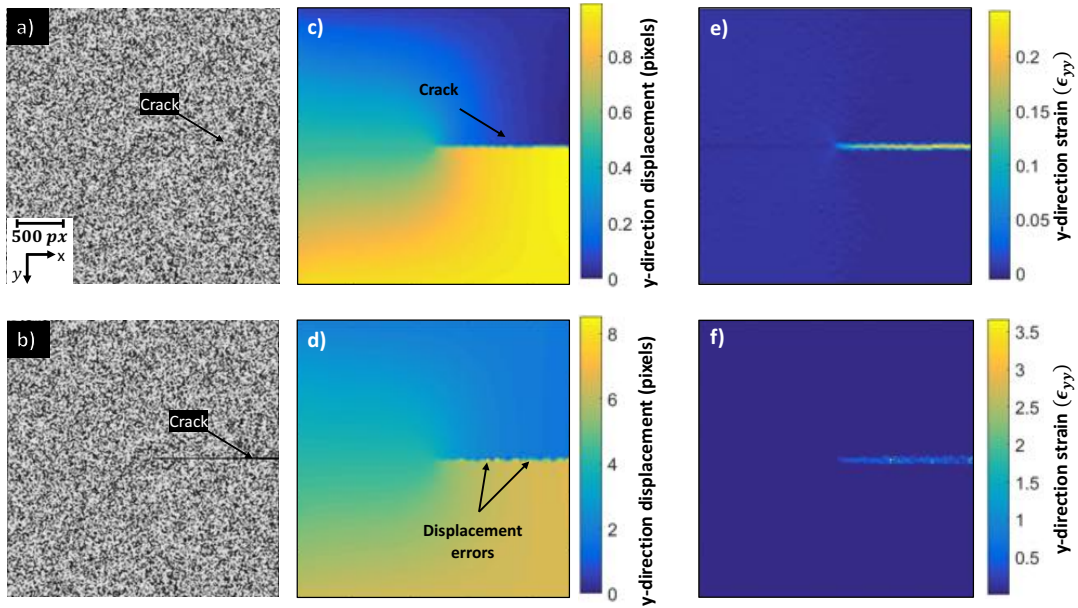 a)
Crack
500 px
x
y
c)
Crack
0.8
0.6
0.4
0.2
0
y-direction displacement (pixels)
e)
0.2
0.15
0.1
0.05
0
y-direction strain (ϵyy)
b)
Crack
d)
Displacement
errors
8
6
4
2
0
y-direction displacement (pixels)
f)
3.5
3
2.5
2
1.5
1
0.5
y-direction strain (ϵyy)